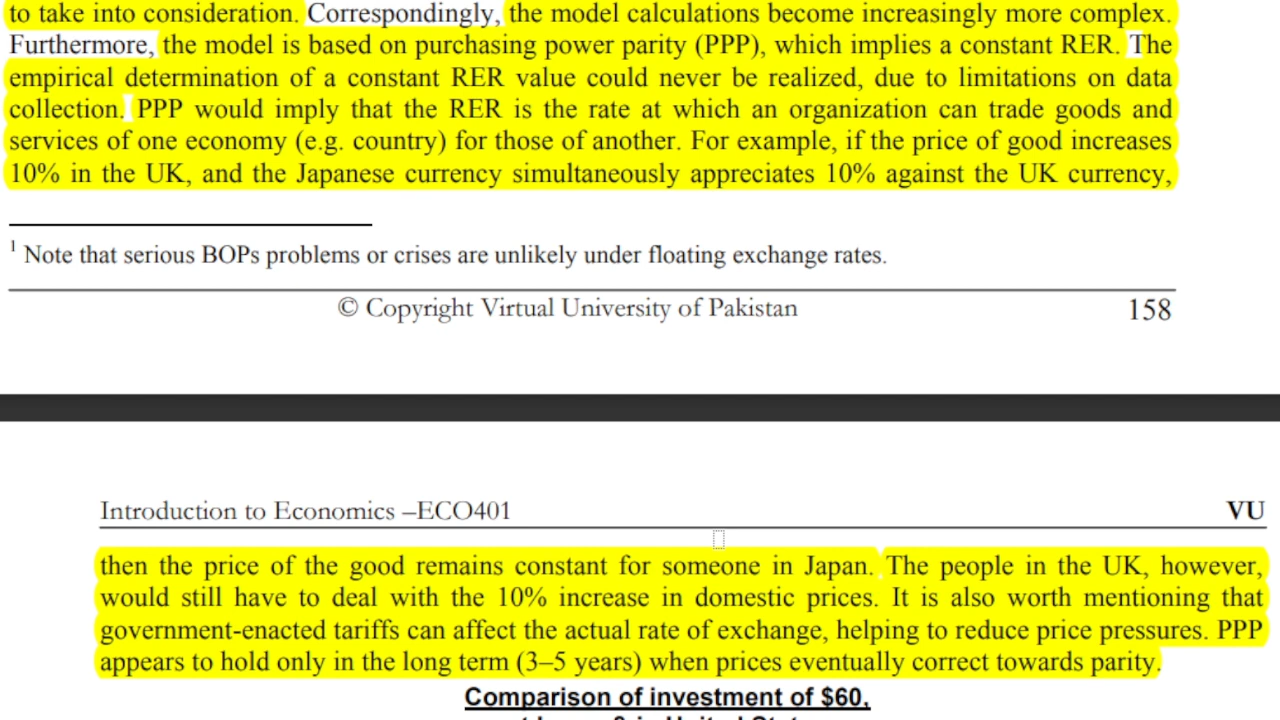 to take into consideration. Correspondingly, the model calculations become increasingly more complex.
Furthermore, the model is based on purchasing power parity (PPP), which implies a constant RER. The
empirical determination of a constant RER value could never be realized, due to limitations on data
collection. PPP would imply that the RER is the rate at which an organization can trade goods and
services of one economy (e.g. country) for those of another. For example, if the price of good increases
10% in the UK, and the Japanese currency simultaneously appreciates 10% against the UK currency,
1 Note that serious BOPs problems or crises are unlikely under floating exchange rates.
© Copyright Virtual University of Pakistan 158
Introduction to Economics –ECO401 VU
then the price of the good remains constant for someone in Japan. The people in the UK, however,
would still have to deal with the 10% increase in domestic prices. It is also worth mentioning that
government-enacted tariffs can affect the actual rate of exchange, helping to reduce price pressures. PPP
appears to hold only in the long term (3–5 years) when prices eventually correct towards parity.
Comparison of investment of $60,